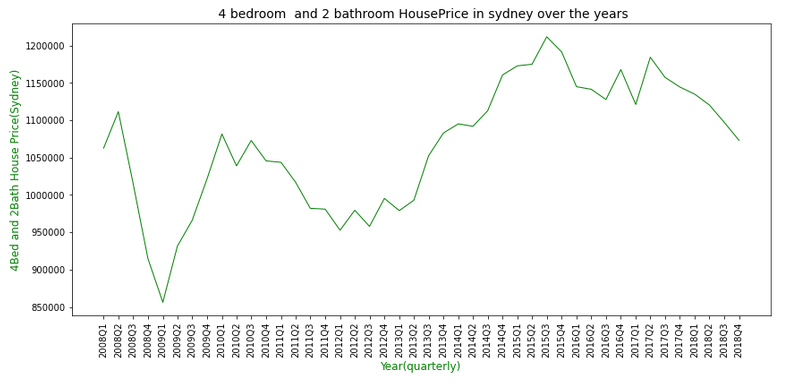 4 bedroom  and 2 bathroom HousePrice in sydney over the years
4Bed and 2Bath House Price(Sydney)
1200000
1150000
1100000
1050000
1000000
950000
900000
850000
2008Q1
2008Q2
2008Q3
2008Q4
2009Q1
2009Q2
2009Q3
2009Q4
2010Q1
2010Q2
2010Q3
2010Q4
2011Q1
2011Q2
2011Q3
2011Q4
2012Q1
2012Q2
2012Q3
2012Q4
2013Q1
2013Q2
2013Q3
2013Q4
2014Q1
2014Q2
2014Q3
2014Q4
2015Q1
2015Q2
2015Q3
2015Q4
2016Q1
2016Q2
2016Q3
2016Q4
2017Q1
2017Q2
2017Q3
2017Q4
2018Q1
2018Q2
2018Q3
2018Q4
Year(quarterly)